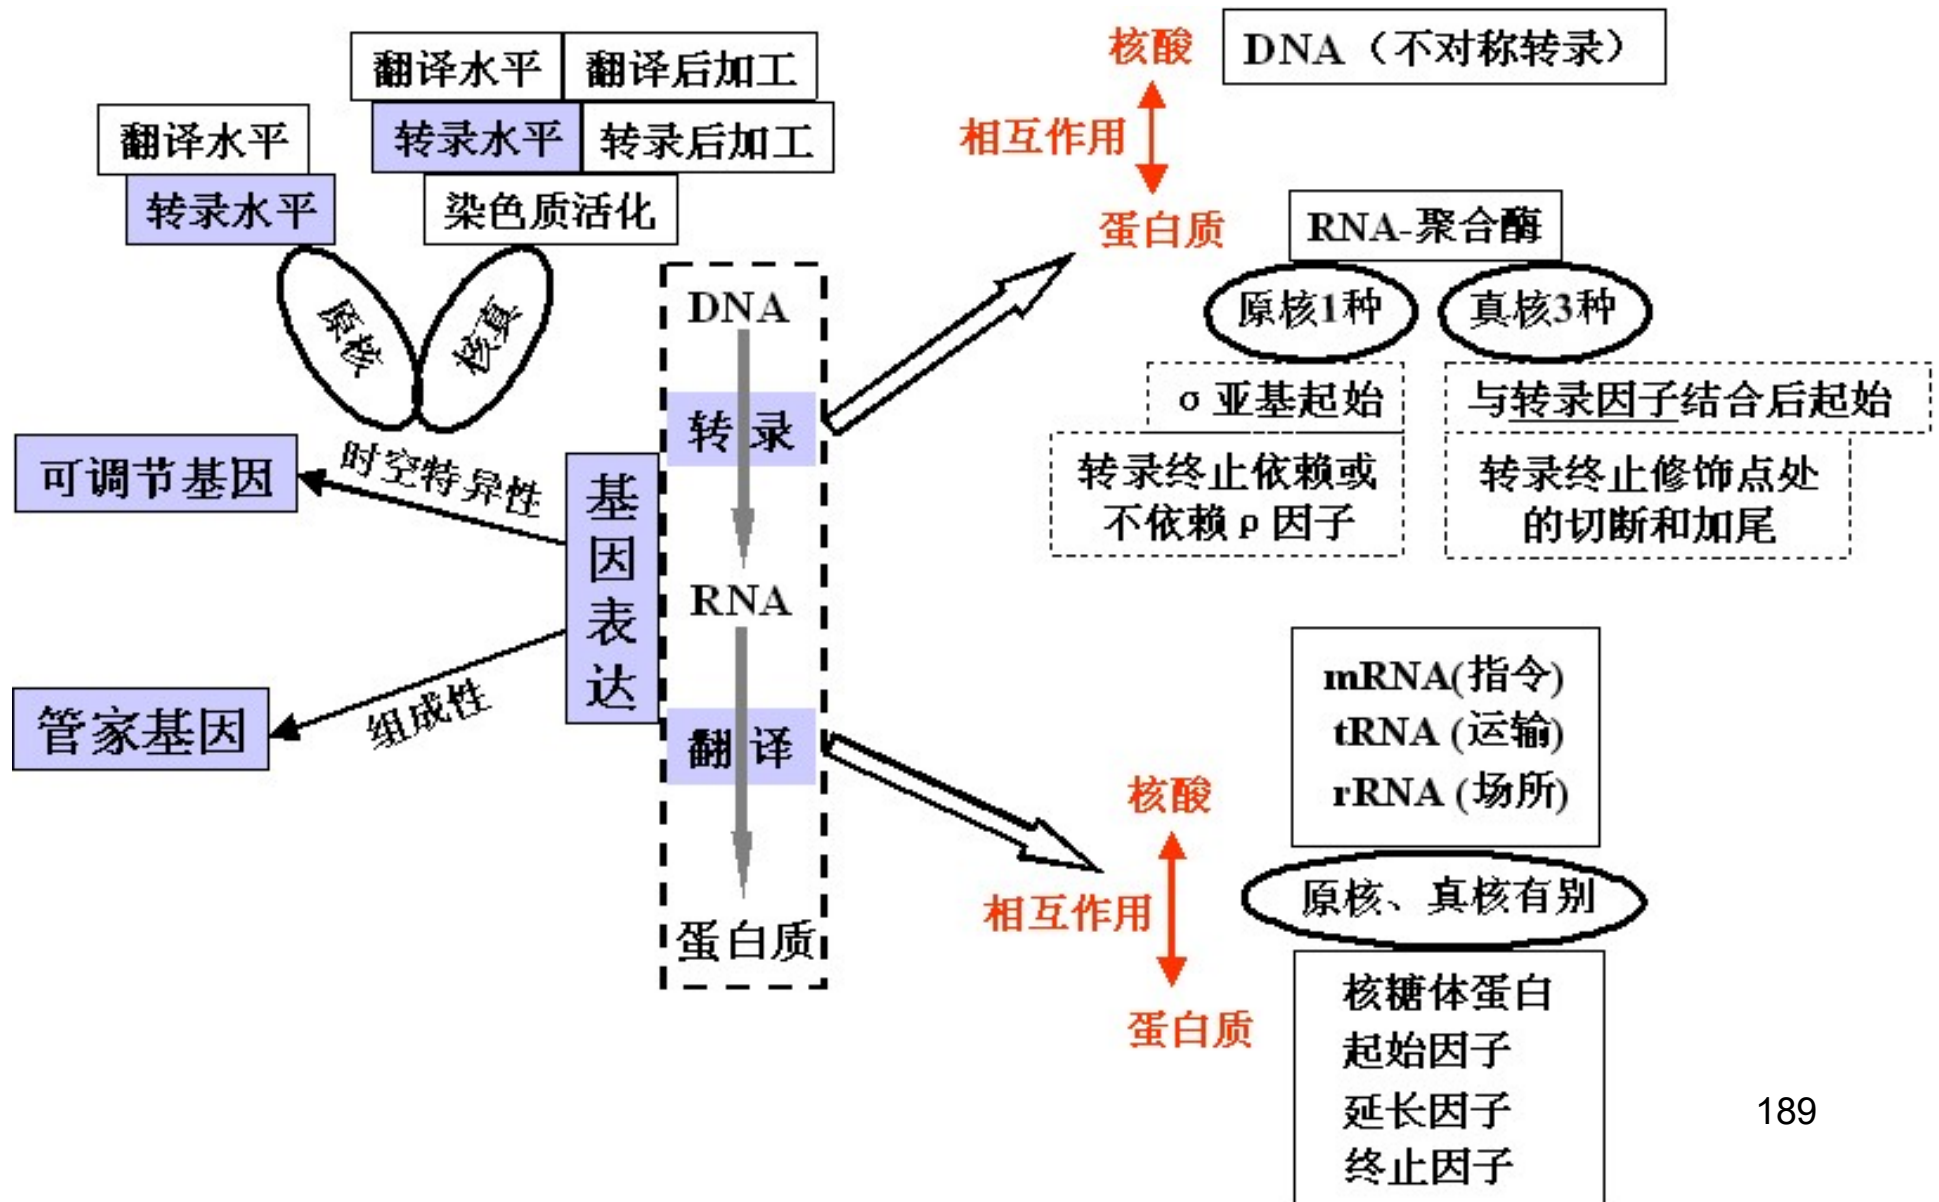 翻译水平
翻译后加工
翻译水平
转录水平
转录后加工
转录水平
染色质活化
原核
核真
可调节基因
时空特异性
管家基因
组成性
基因表达
DNA
转录
RNA
翻译
蛋白质
核酸
DNA（不对称转录）
相互作用
蛋白质
RNA-聚合酶
原核1种
真核3种
σ亚基起始
与转录因子结合后起始
转录终止依赖或
不依赖ρ因子
转录终止修饰点处
的切断和加尾
mRNA(指令)
tRNA (运输)
rRNA (场所)
核酸
相互作用
原核、真核有别
蛋白质
核糖体蛋白
起始因子
延长因子
终止因子
189